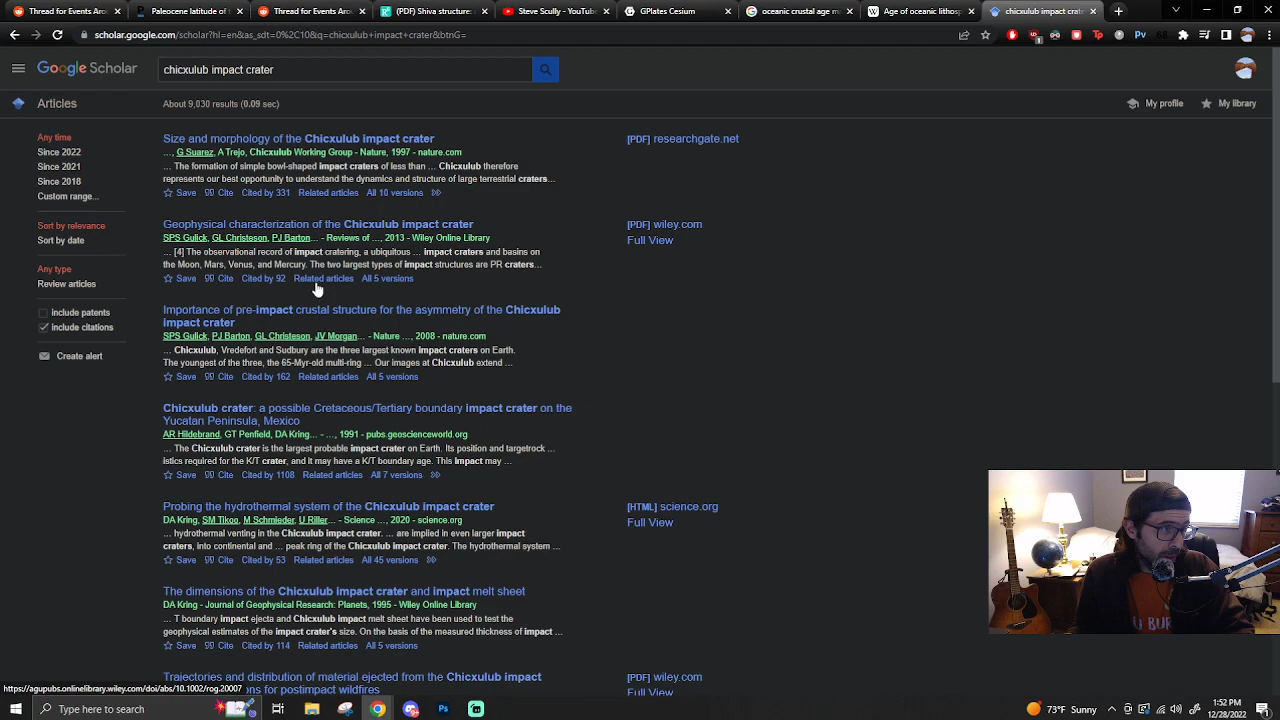 Thread for Events Arou
Paleocene latitude of t
Thread for Events Arou
(PDF) Shiva structure:
Steve Scully - YouTube
GPlates Cesium
oceanic crustal age m
Age of oceanic lithosp
chicxulub impact crate
scholar.google.com/scholar?hl=en&as_sdt=0%2C10&q=chicxulub+impact+crater&btnG=
Google Scholar
chicxulub impact crater
Articles
About 9,030 results (0.09 sec)
My profile
My library
Any time
Since 2022
Since 2021
Since 2018
Custom range...
Sort by relevance
Sort by date
Any type
Review articles
include patents
include citations
Create alert
Size and morphology of the Chicxulub impact crater
[PDF] researchgate.net
..., G Suarez, A Trejo, Chicxulub Working Group - Nature, 1997 - nature.com
... The formation of simple bowl-shaped impact craters of less than ... Chicxulub therefore
represents our best opportunity to understand the dynamics and structure of large terrestrial craters...
Save Cite Cited by 331 Related articles All 10 versions
Geophysical characterization of the Chicxulub impact crater
[PDF] wiley.com
SPS Gulick, GL Christeson, PJ Barton... - Reviews of ..., 2013 - Wiley Online Library
Full View
... [4] The observational record of impact cratering, a ubiquitous ... impact craters and basins on
the Moon, Mars, Venus, and Mercury. The two largest types of impact structures are PR craters...
Save Cite Cited by 92 Related articles All 5 versions
Importance of pre-impact crustal structure for the asymmetry of the Chicxulub
impact crater
SPS Gulick, PJ Barton, GL Christeson, JV Morgan... - Nature ..., 2008 - nature.com
... Chicxulub, Vredefort and Sudbury are the three largest known impact craters on Earth.
The youngest of the three, the 65-Myr-old multi-ring ... Our images at Chicxulub extend ...
Save Cite Cited by 162 Related articles All 5 versions
Chicxulub crater: a possible Cretaceous/Tertiary boundary impact crater on the
Yucatan Peninsula, Mexico
AR Hildebrand, GT Penfield, DA Kring... - ..., 1991 - pubs.geoscienceworld.org
... The Chicxulub crater is the largest probable impact crater on Earth. Its position and targetrock ...
istics required for the K/T crater, and it may have a K/T boundary age. This impact may ...
Save Cite Cited by 1108 Related articles All 7 versions
Probing the hydrothermal system of the Chicxulub impact crater
[HTML] science.org
DA Kring, SM Tikoo, M Schmieder, U Riller... - Science ..., 2020 - science.org
Full View
... hydrothermal venting in the Chicxulub impact crater. ... are implied in even larger impact
craters, into continental and ... peak ring of the Chicxulub impact crater. The hydrothermal system ...
Save Cite Cited by 53 Related articles All 45 versions
The dimensions of the Chicxulub impact crater and impact melt sheet
DA Kring - Journal of Geophysical Research: Planets, 1995 - Wiley Online Library
... T boundary impact ejecta and Chicxulub impact melt sheet have been used to test the
geophysical estimates of the impact crater's size. On the basis of the measured thickness of impact ...
Save Cite Cited by 114 Related articles All 5 versions
Trajectories and distribution of material ejected from the Chicxulub impact
[PDF] wiley.com
https://agupubs.onlinelibrary.wiley.com/doi/abs/10.1002/rog.20007
ons for postimpact wildfires
Full View
Type here to search
73°F Sunny
1:52 PM
12/28/2022